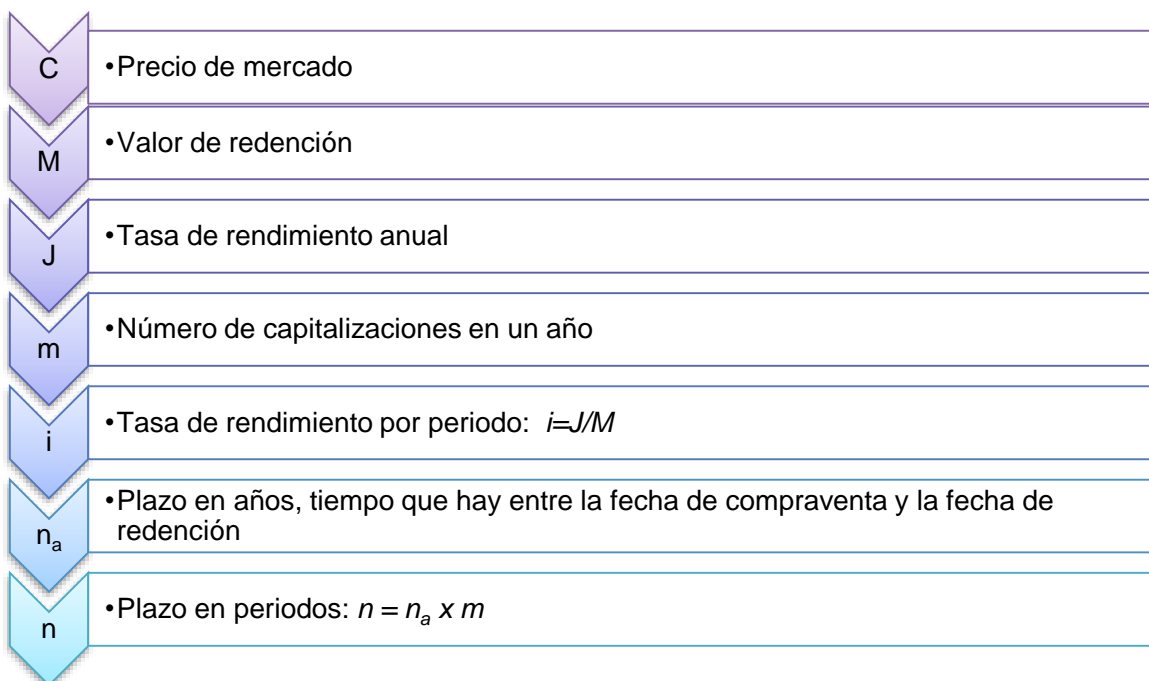 C
•Precio de mercado
M
•Valor de redención
J
•Tasa de rendimiento anual
m
•Número de capitalizaciones en un año
i
•Tasa de rendimiento por periodo: i=J/M
nₐ
•Plazo en años, tiempo que hay entre la fecha de compraventa y la fecha de
redención
n
•Plazo en periodos: n = nₐ x m